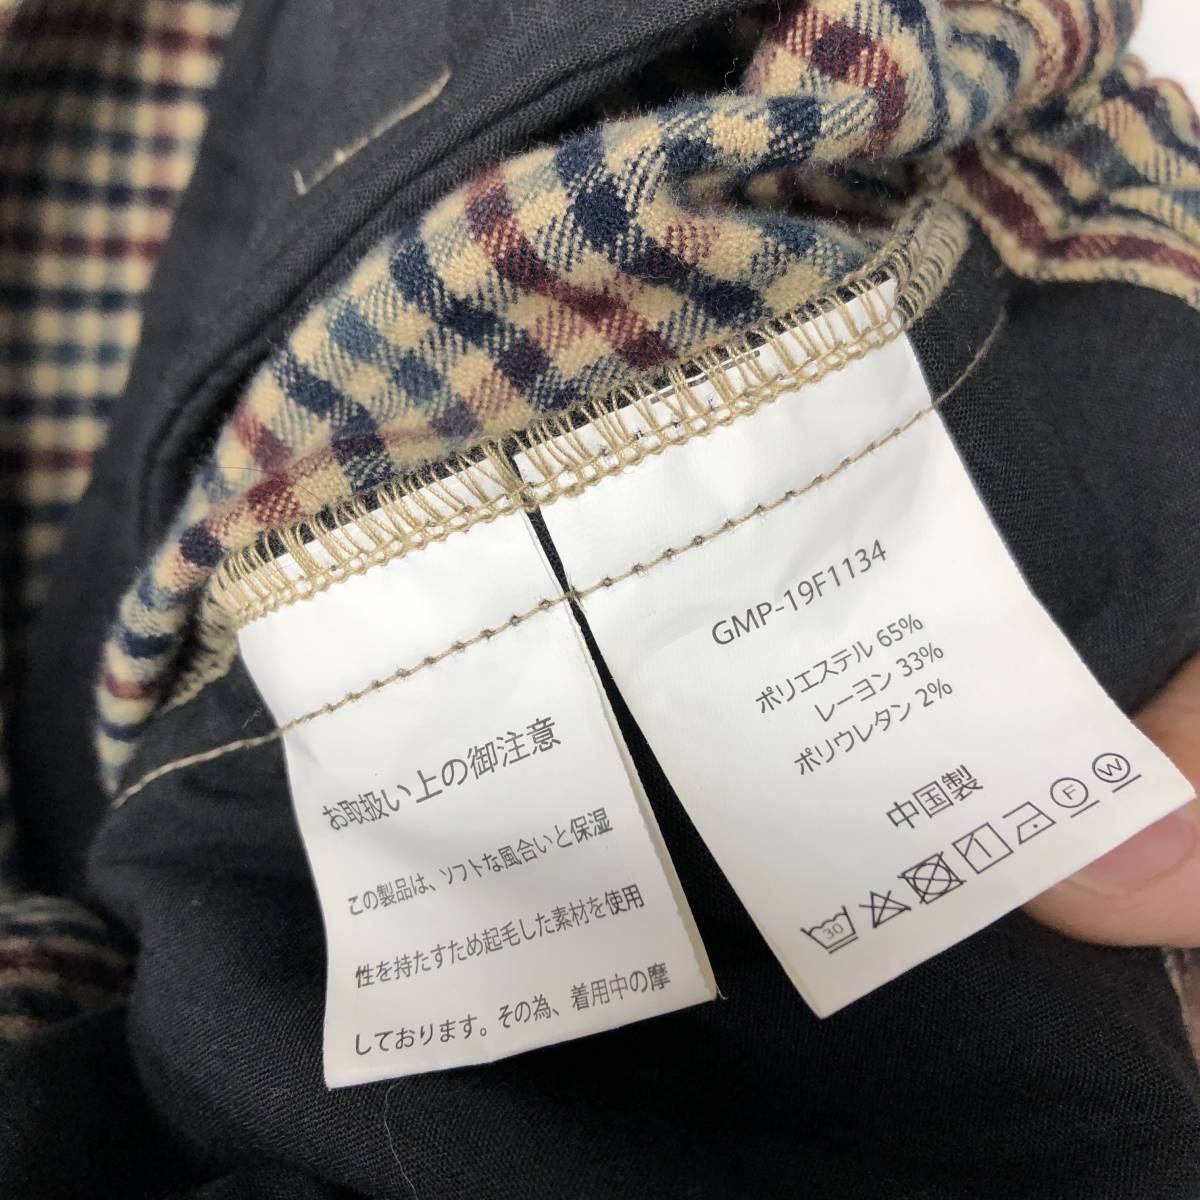 お取扱い上の御注意
この製品は、ソフトな風合いと保湿
性を持たすため起毛した素材を使用
しております。その為、着用中の摩
GMP-19F1134
ポリエステル 65%
レーヨン 33%
ポリウレタン 2%
中国製
30 F W